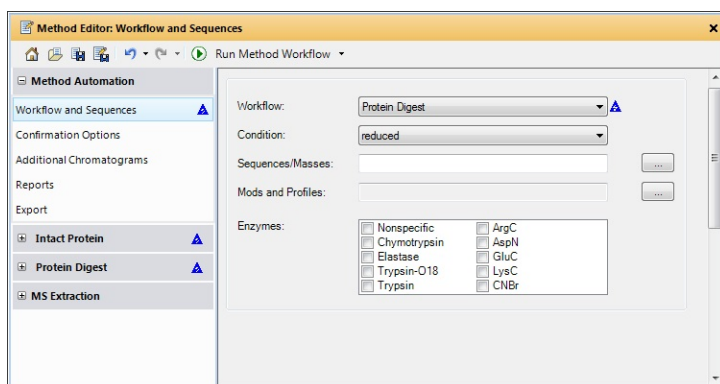 Method Editor: Workflow and Sequences
Run Method Workflow
Method Automation
Workflow and Sequences
Confirmation Options
Additional Chromatograms
Reports
Export
Intact Protein
Protein Digest
MS Extraction
Workflow: Protein Digest
Condition: reduced
Sequences/Masses: ...
Mods and Profiles: ...
Enzymes:
Nonspecific ArgC
Chymotrypsin AspN
Elastase GluC
Trypsin-O18 LysC
Trypsin CNBr